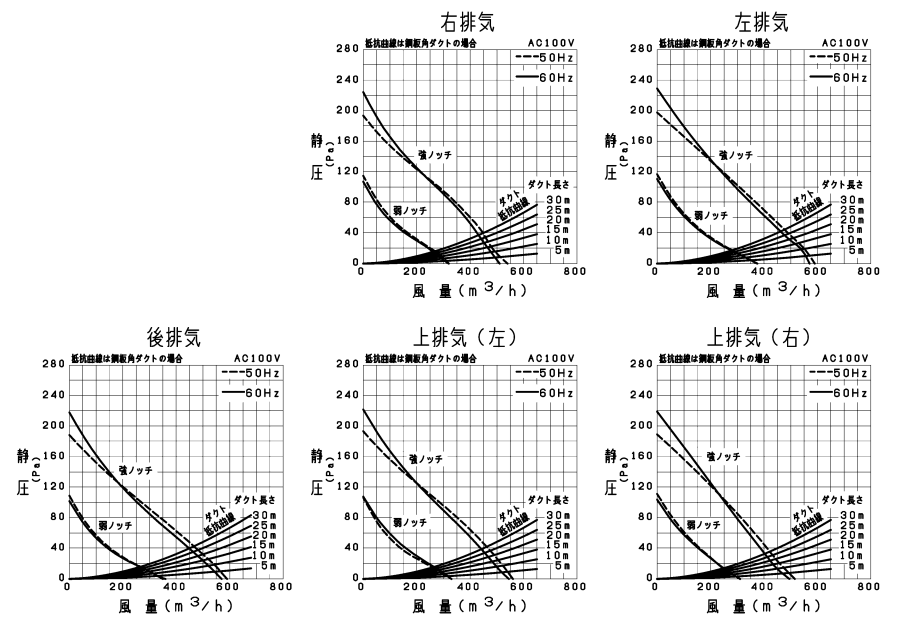 右排気
抵抗曲線は鋼板角ダクトの場合 AC100V
50Hz
60Hz
280
240
200
160
120
80
40
0
静圧(Pa)
強ノッチ
弱ノッチ
ダクト抵抗曲線
ダクト長さ
30m
25m
20m
15m
10m
5m
0 200 400 600 800
風量(m³/h)
左排気
抵抗曲線は鋼板角ダクトの場合 AC100V
50Hz
60Hz
280
240
200
160
120
80
40
0
静圧(Pa)
強ノッチ
弱ノッチ
ダクト抵抗曲線
ダクト長さ
30m
25m
20m
15m
10m
5m
0 200 400 600 800
風量(m³/h)
後排気
抵抗曲線は鋼板角ダクトの場合 AC100V
50Hz
60Hz
280
240
200
160
120
80
40
0
静圧(Pa)
強ノッチ
弱ノッチ
ダクト抵抗曲線
ダクト長さ
30m
25m
20m
15m
10m
5m
0 200 400 600 800
風量(m³/h)
上排気(左)
抵抗曲線は鋼板角ダクトの場合 AC100V
50Hz
60Hz
280
240
200
160
120
80
40
0
静圧(Pa)
強ノッチ
弱ノッチ
ダクト抵抗曲線
ダクト長さ
30m
25m
20m
15m
10m
5m
0 200 400 600 800
風量(m³/h)
上排気(右)
抵抗曲線は鋼板角ダクトの場合 AC100V
50Hz
60Hz
280
240
200
160
120
80
40
0
静圧(Pa)
強ノッチ
弱ノッチ
ダクト抵抗曲線
ダクト長さ
30m
25m
20m
15m
10m
5m
0 200 400 600 800
風量(m³/h)